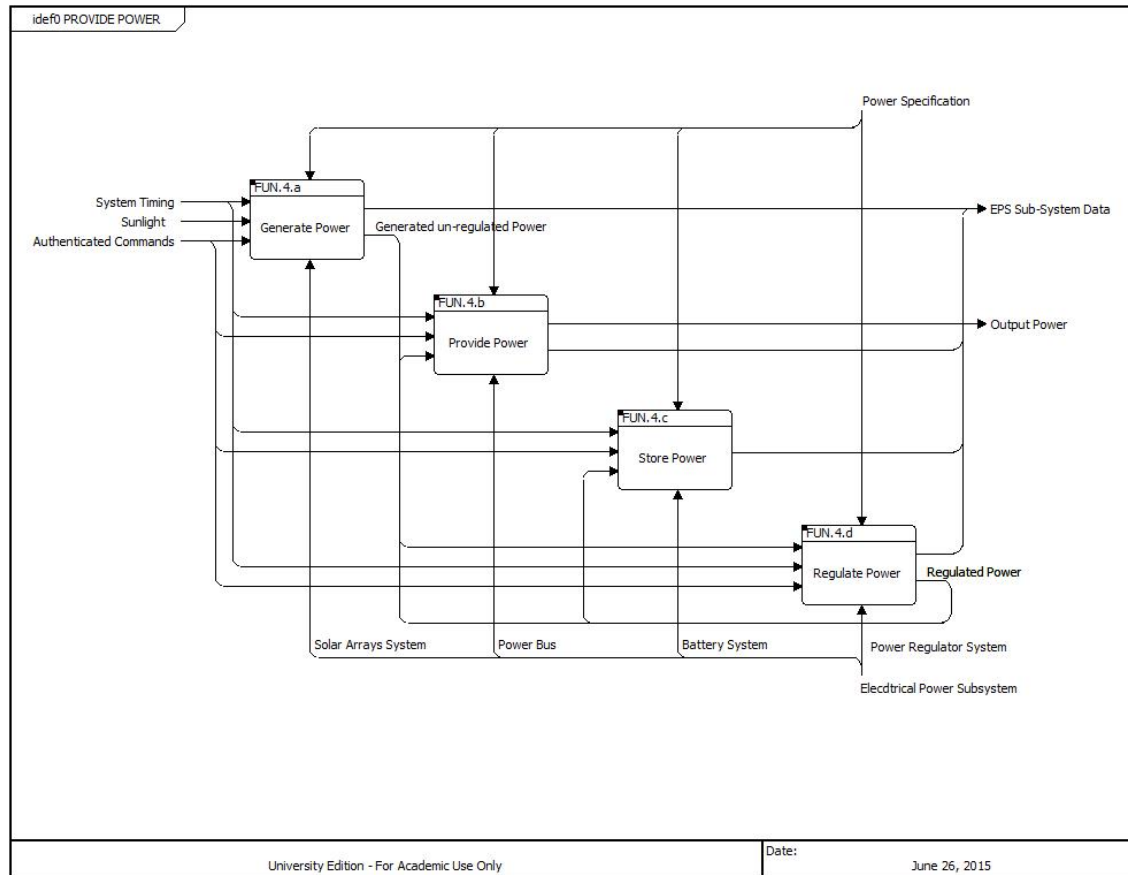 idef0 PROVIDE POWER
Power Specification
FUN.4.a
System Timing
Sunlight
Authenticated Commands
Generate Power
Generated un-regulated Power
EPS Sub-System Data
FUN.4.b
Provide Power
Output Power
FUN.4.c
Store Power
FUN.4.d
Regulate Power
Regulated Power
Solar Arrays System
Power Bus
Battery System
Power Regulator System
Elecdtrical Power Subsystem
University Edition - For Academic Use Only
Date:
June 26, 2015